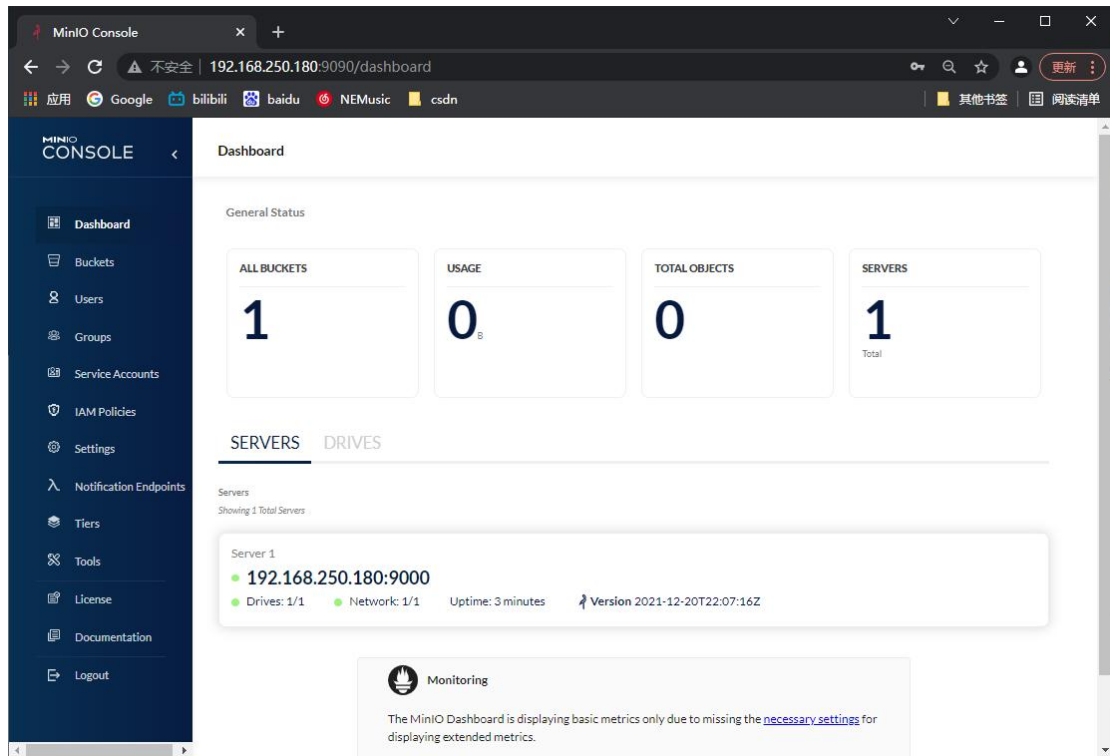 MinIO Console
不安全 | 192.168.250.180:9090/dashboard
更新
应用 Google bilibili baidu NEMusic csdn 其他书签 阅读清单
MINIO
CONSOLE
Dashboard
Dashboard
Buckets
Users
Groups
Service Accounts
IAM Policies
Settings
Notification Endpoints
Tiers
Tools
License
Documentation
Logout
General Status
ALL BUCKETS
1
USAGE
0 B
TOTAL OBJECTS
0
SERVERS
1
Total
SERVERS DRIVES
Servers
Showing 1 Total Servers
Server 1
192.168.250.180:9000
Drives: 1/1 Network: 1/1 Uptime: 3 minutes Version 2021-12-20T22:07:16Z
Monitoring
The MinIO Dashboard is displaying basic metrics only due to missing the necessary settings for
displaying extended metrics.